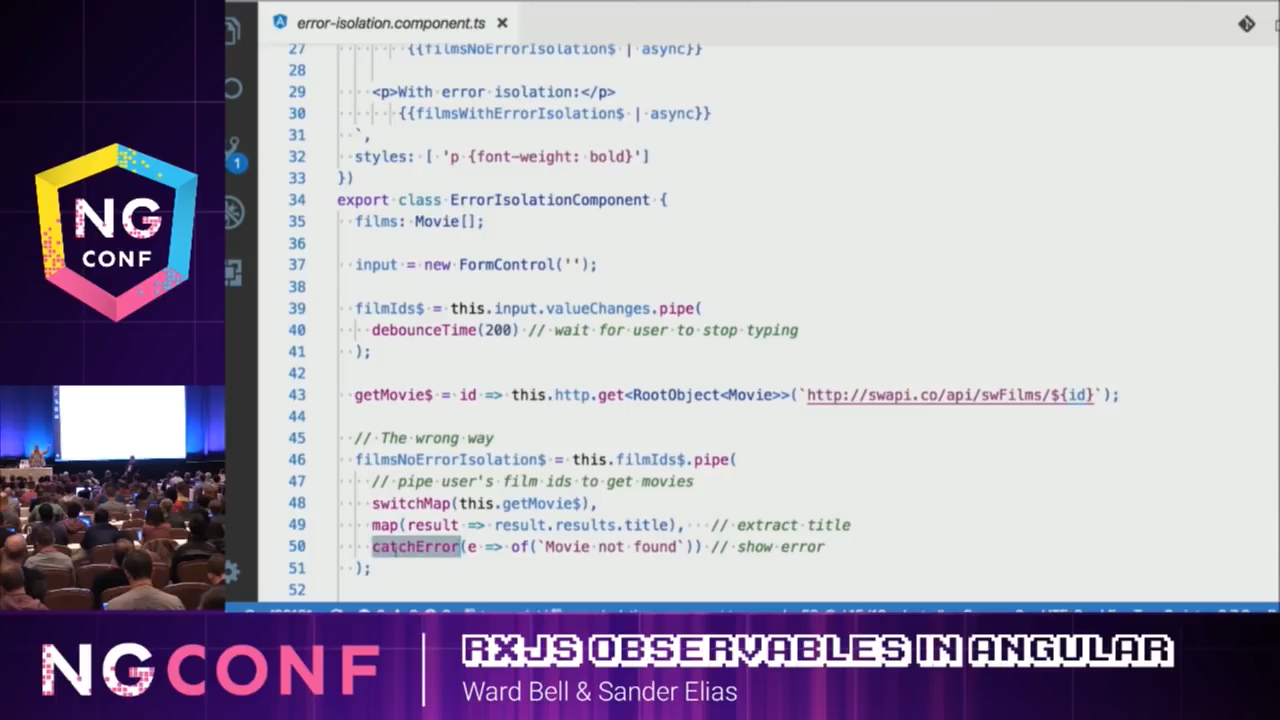 error-isolation.component.ts
27 {{filmsNoErrorIsolation$ | async}}
28
29 <p>With error isolation:</p>
30 {{filmsWithErrorIsolation$ | async}}
31 `,
32 styles: [ 'p {font-weight: bold}']
33 })
34 export class ErrorIsolationComponent {
35 films: Movie[];
36
37 input = new FormControl('');
38
39 filmIds$ = this.input.valueChanges.pipe(
40 debounceTime(200) // wait for user to stop typing
41 );
42
43 getMovie$ = id => this.http.get<RootObject<Movie>>(`http://swapi.co/api/swFilms/${id}`);
44
45 // The wrong way
46 filmsNoErrorIsolation$ = this.filmIds$.pipe(
47 // pipe user's film ids to get movies
48 switchMap(this.getMovie$),
49 map(result => result.results.title), // extract title
50 catchError(e => of(`Movie not found`)) // show error
51 );
52
1
NG
CONF
NGCONF
RXJS OBSERVABLES IN ANGULAR
Ward Bell & Sander Elias